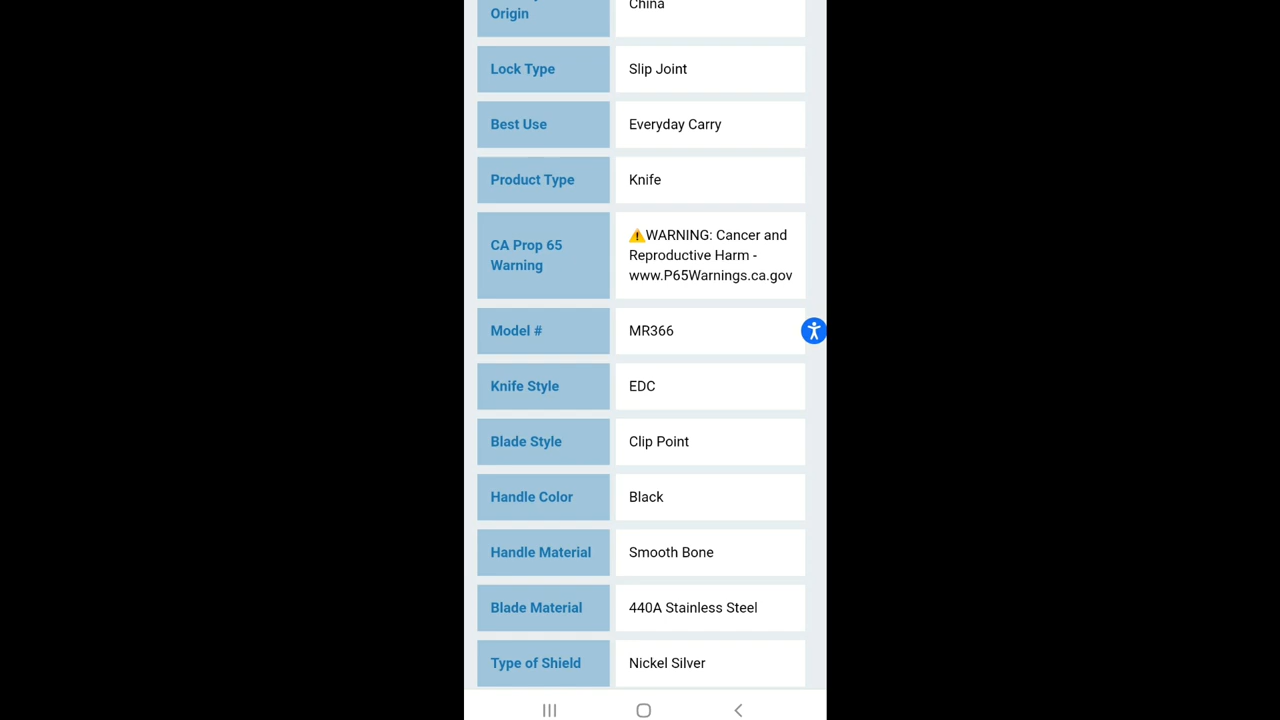 China
Origin
Lock Type
Slip Joint
Best Use
Everyday Carry
Product Type
Knife
CA Prop 65
Warning
⚠️WARNING: Cancer and
Reproductive Harm -
www.P65Warnings.ca.gov
Model #
MR366
Knife Style
EDC
Blade Style
Clip Point
Handle Color
Black
Handle Material
Smooth Bone
Blade Material
440A Stainless Steel
Type of Shield
Nickel Silver